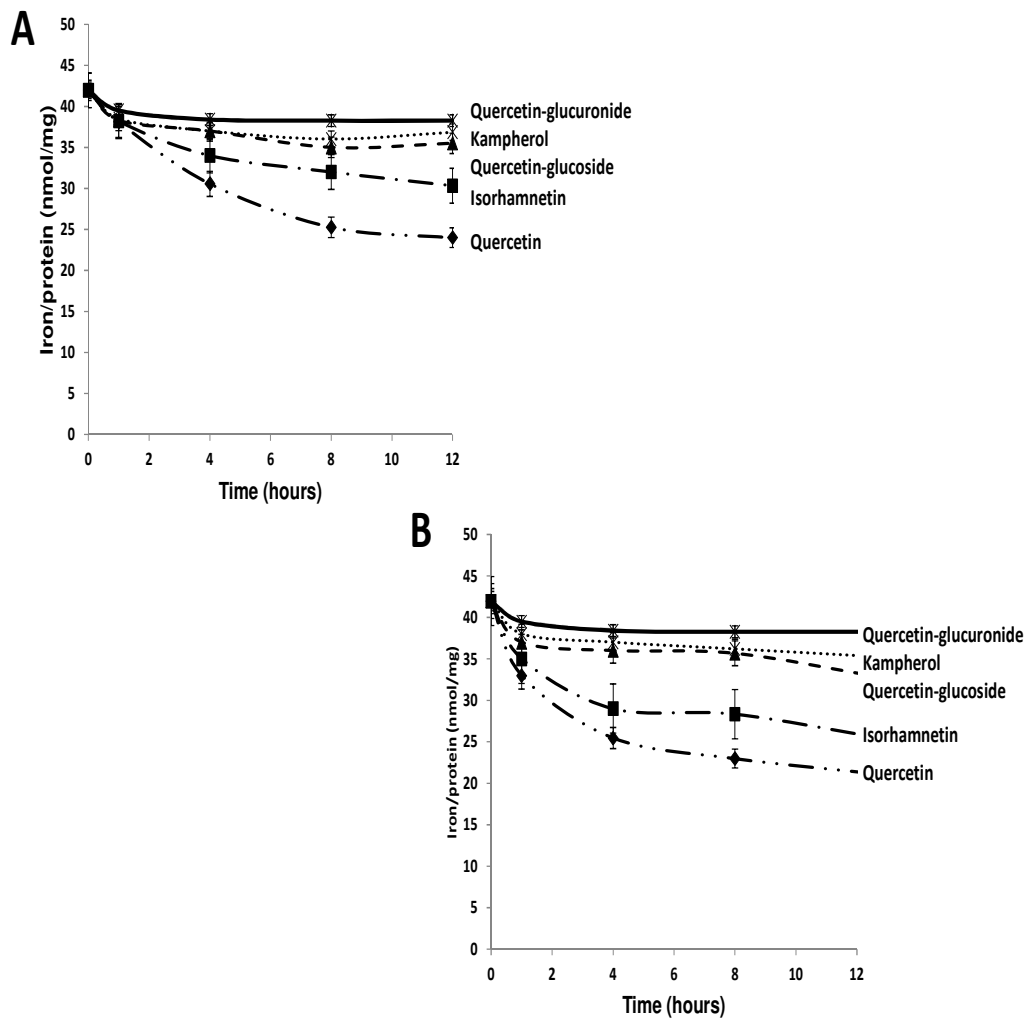 A
50
45
40
35
30
25
20
15
10
5
0
Iron/protein (nmol/mg)
0 2 4 6 8 10 12
Time (hours)
Quercetin-glucuronide
Kampherol
Quercetin-glucoside
Isorhamnetin
Quercetin
B
50
45
40
35
30
25
20
15
10
5
0
Iron/protein (nmol/mg)
0 2 4 6 8 10 12
Time (hours)
Quercetin-glucuronide
Kampherol
Quercetin-glucoside
Isorhamnetin
Quercetin